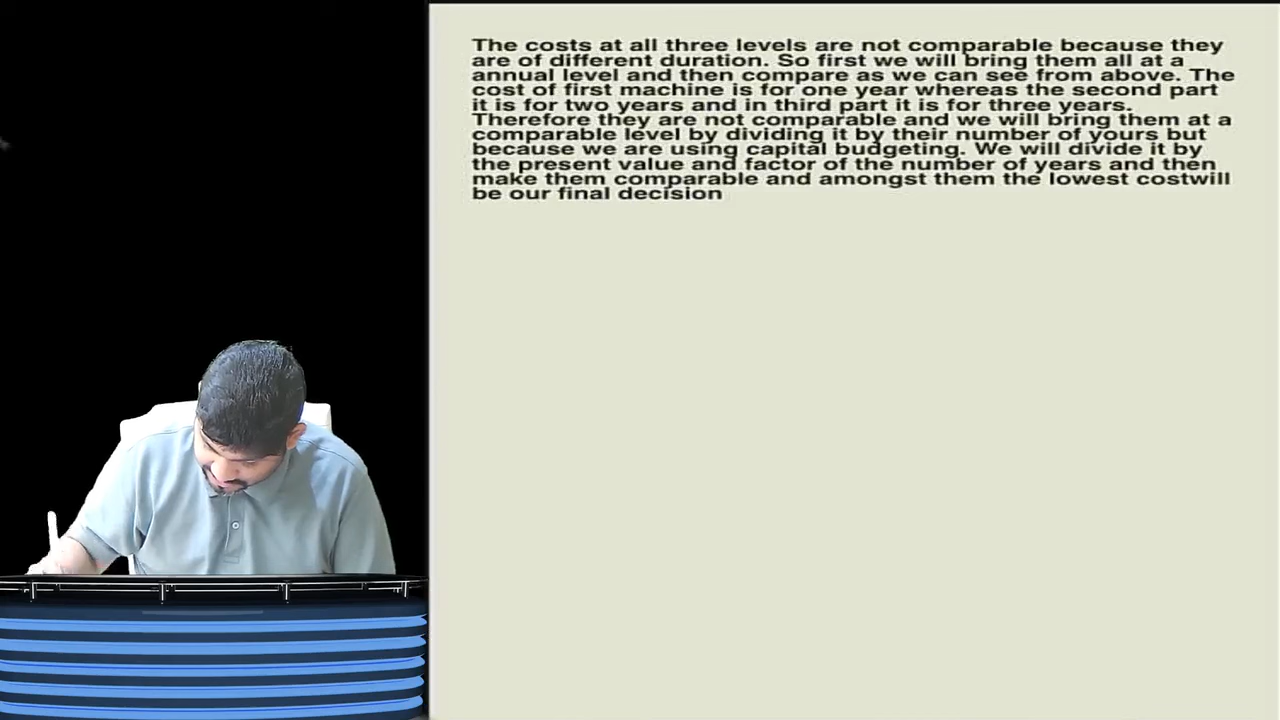 The costs at all three levels are not comparable because they
are of different duration. So first we will bring them all at a
annual level and then compare as we can see from above. The
cost of first machine is for one year whereas the second part
it is for two years and in third part it is for three years.
Therefore they are not comparable and we will bring them at a
comparable level by dividing it by their number of yours but
because we are using capital budgeting. We will divide it by
the present value and factor of the number of years and then
make them comparable and amongst them the lowest costwill
be our final decision